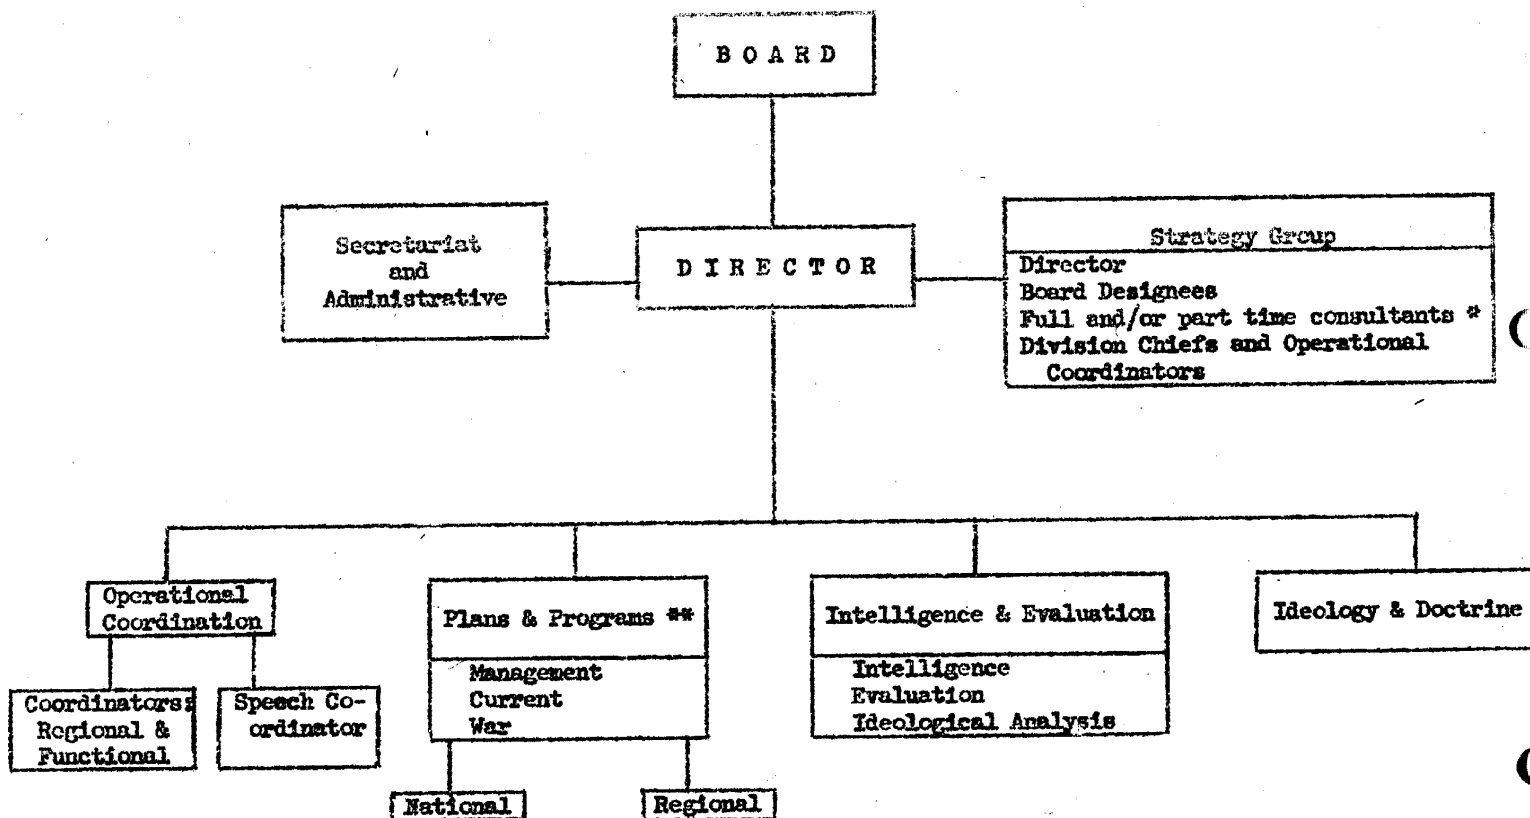 BOARD
Secretariat
and
Administrative
DIRECTOR
Strategy Group
Director
Board Designees
Full and/or part time consultants *
Division Chiefs and Operational
Coordinators
Operational
Coordination
Coordinators:
Regional &
Functional
Speech Co-
ordinator
Plans & Programs **
Management
Current
War
National
Regional
Intelligence & Evaluation
Intelligence
Evaluation
Ideological Analysis
Ideology & Doctrine